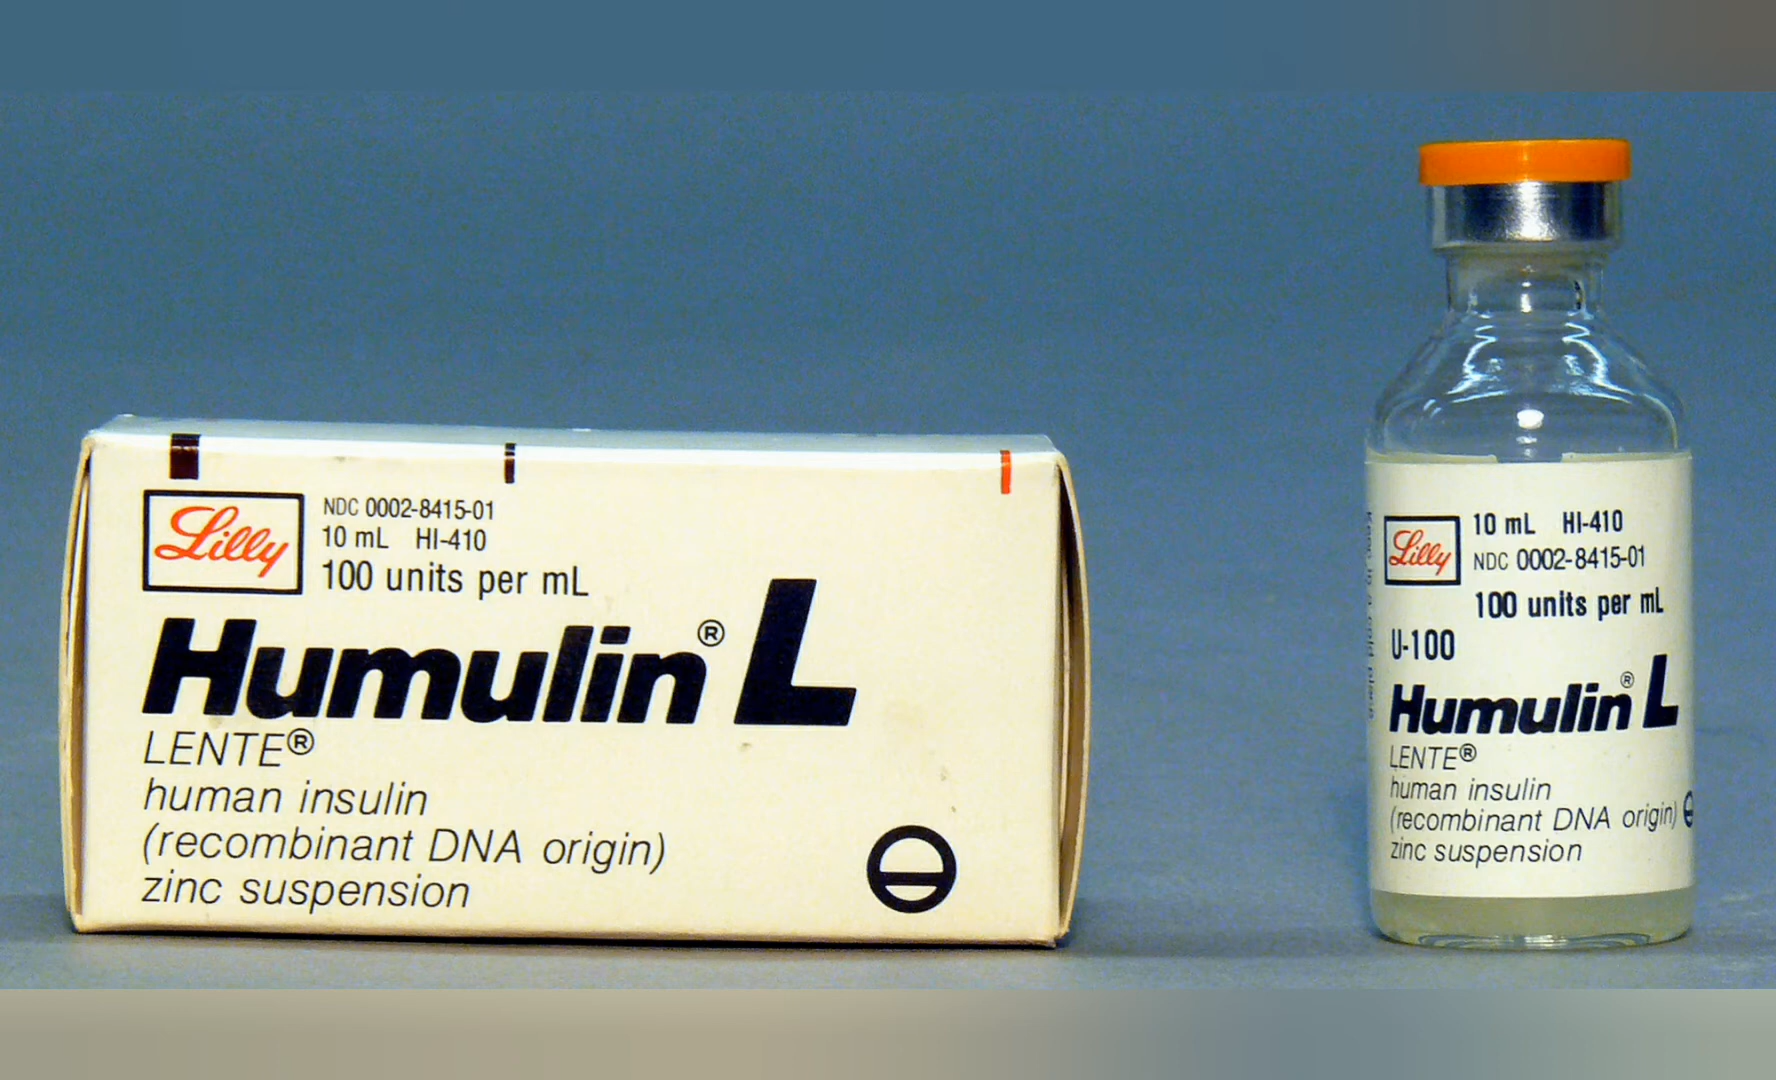 Lilly
NDC 0002-8415-01
10 mL HI-410
100 units per mL
Humulin® L
LENTE®
human insulin
(recombinant DNA origin)
zinc suspension
Lilly
10 mL HI-410
NDC 0002-8415-01
100 units per mL
U-100
Humulin® L
LENTE®
human insulin
(recombinant DNA origin)
zinc suspension